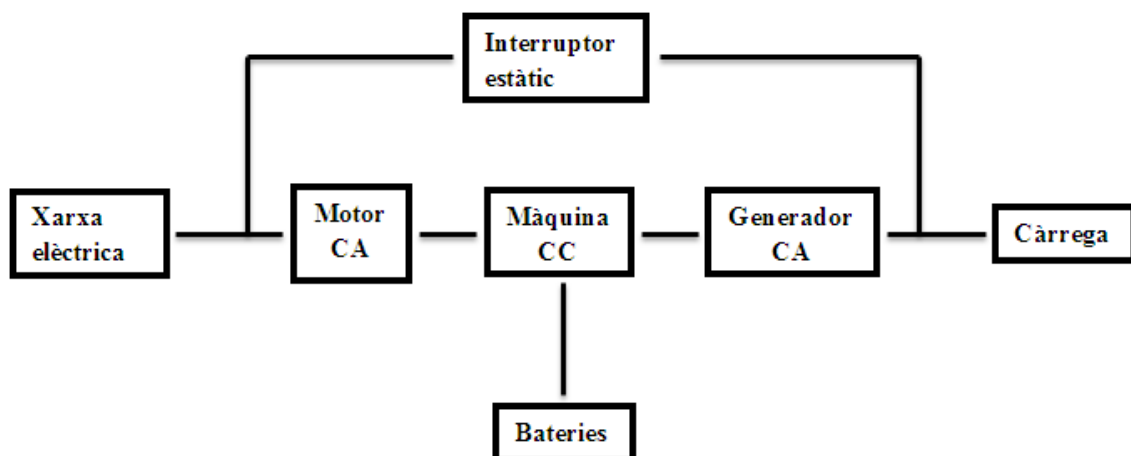 Interruptor
estàtic
Xarxa
elèctrica
Motor
CA
Màquina
CC
Generador
CA
Càrrega
Bateries